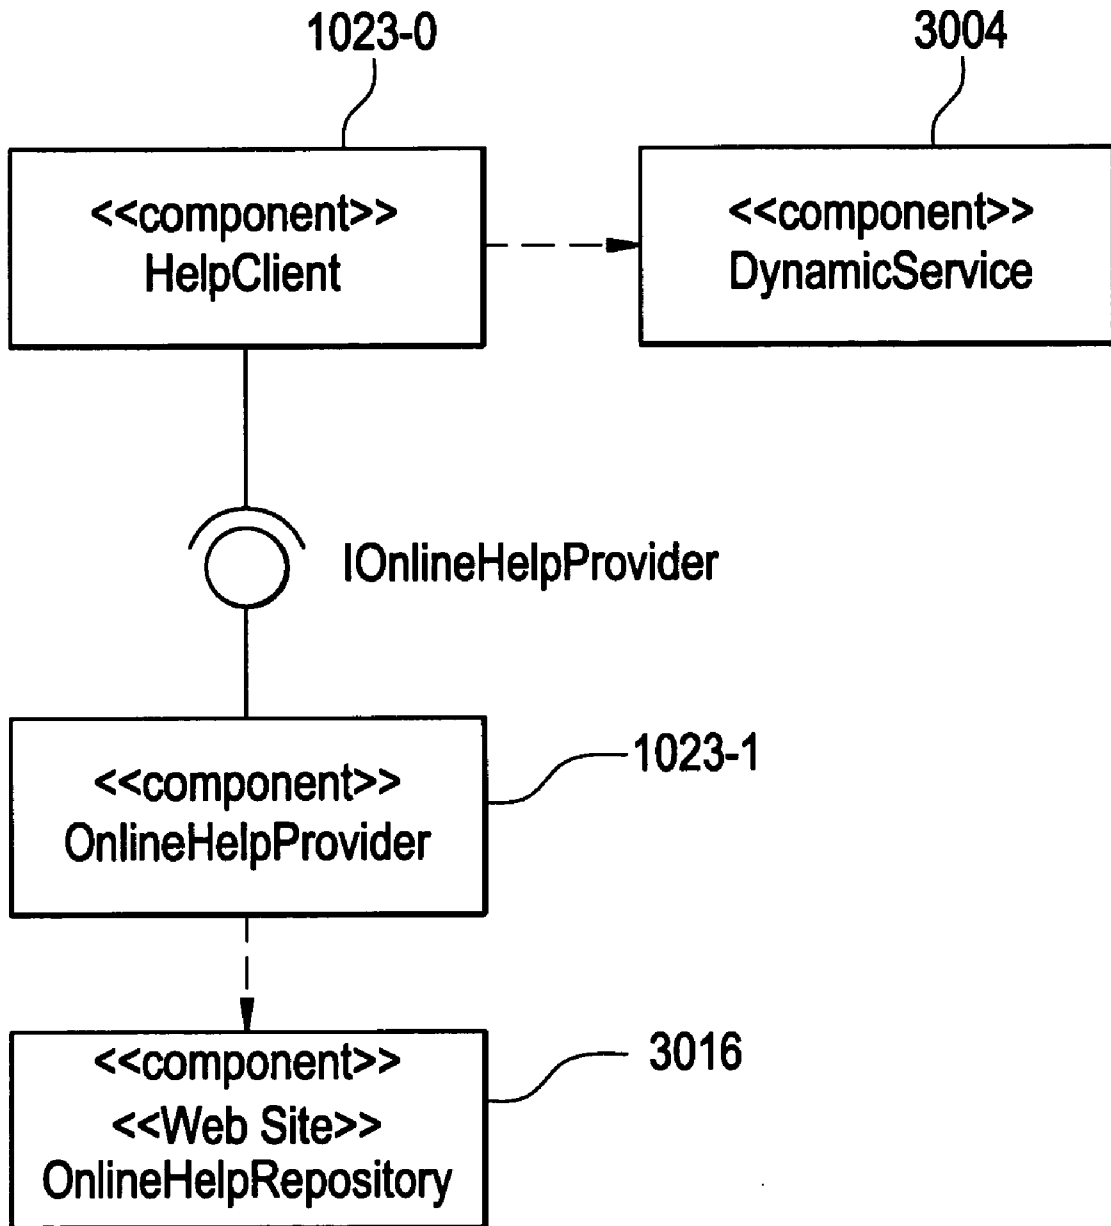 1023-0
3004
<<component>>
HelpClient
<<component>>
DynamicService
IOnlineHelpProvider
1023-1
<<component>>
OnlineHelpProvider
3016
<<component>>
<<Web Site>>
OnlineHelpRepository